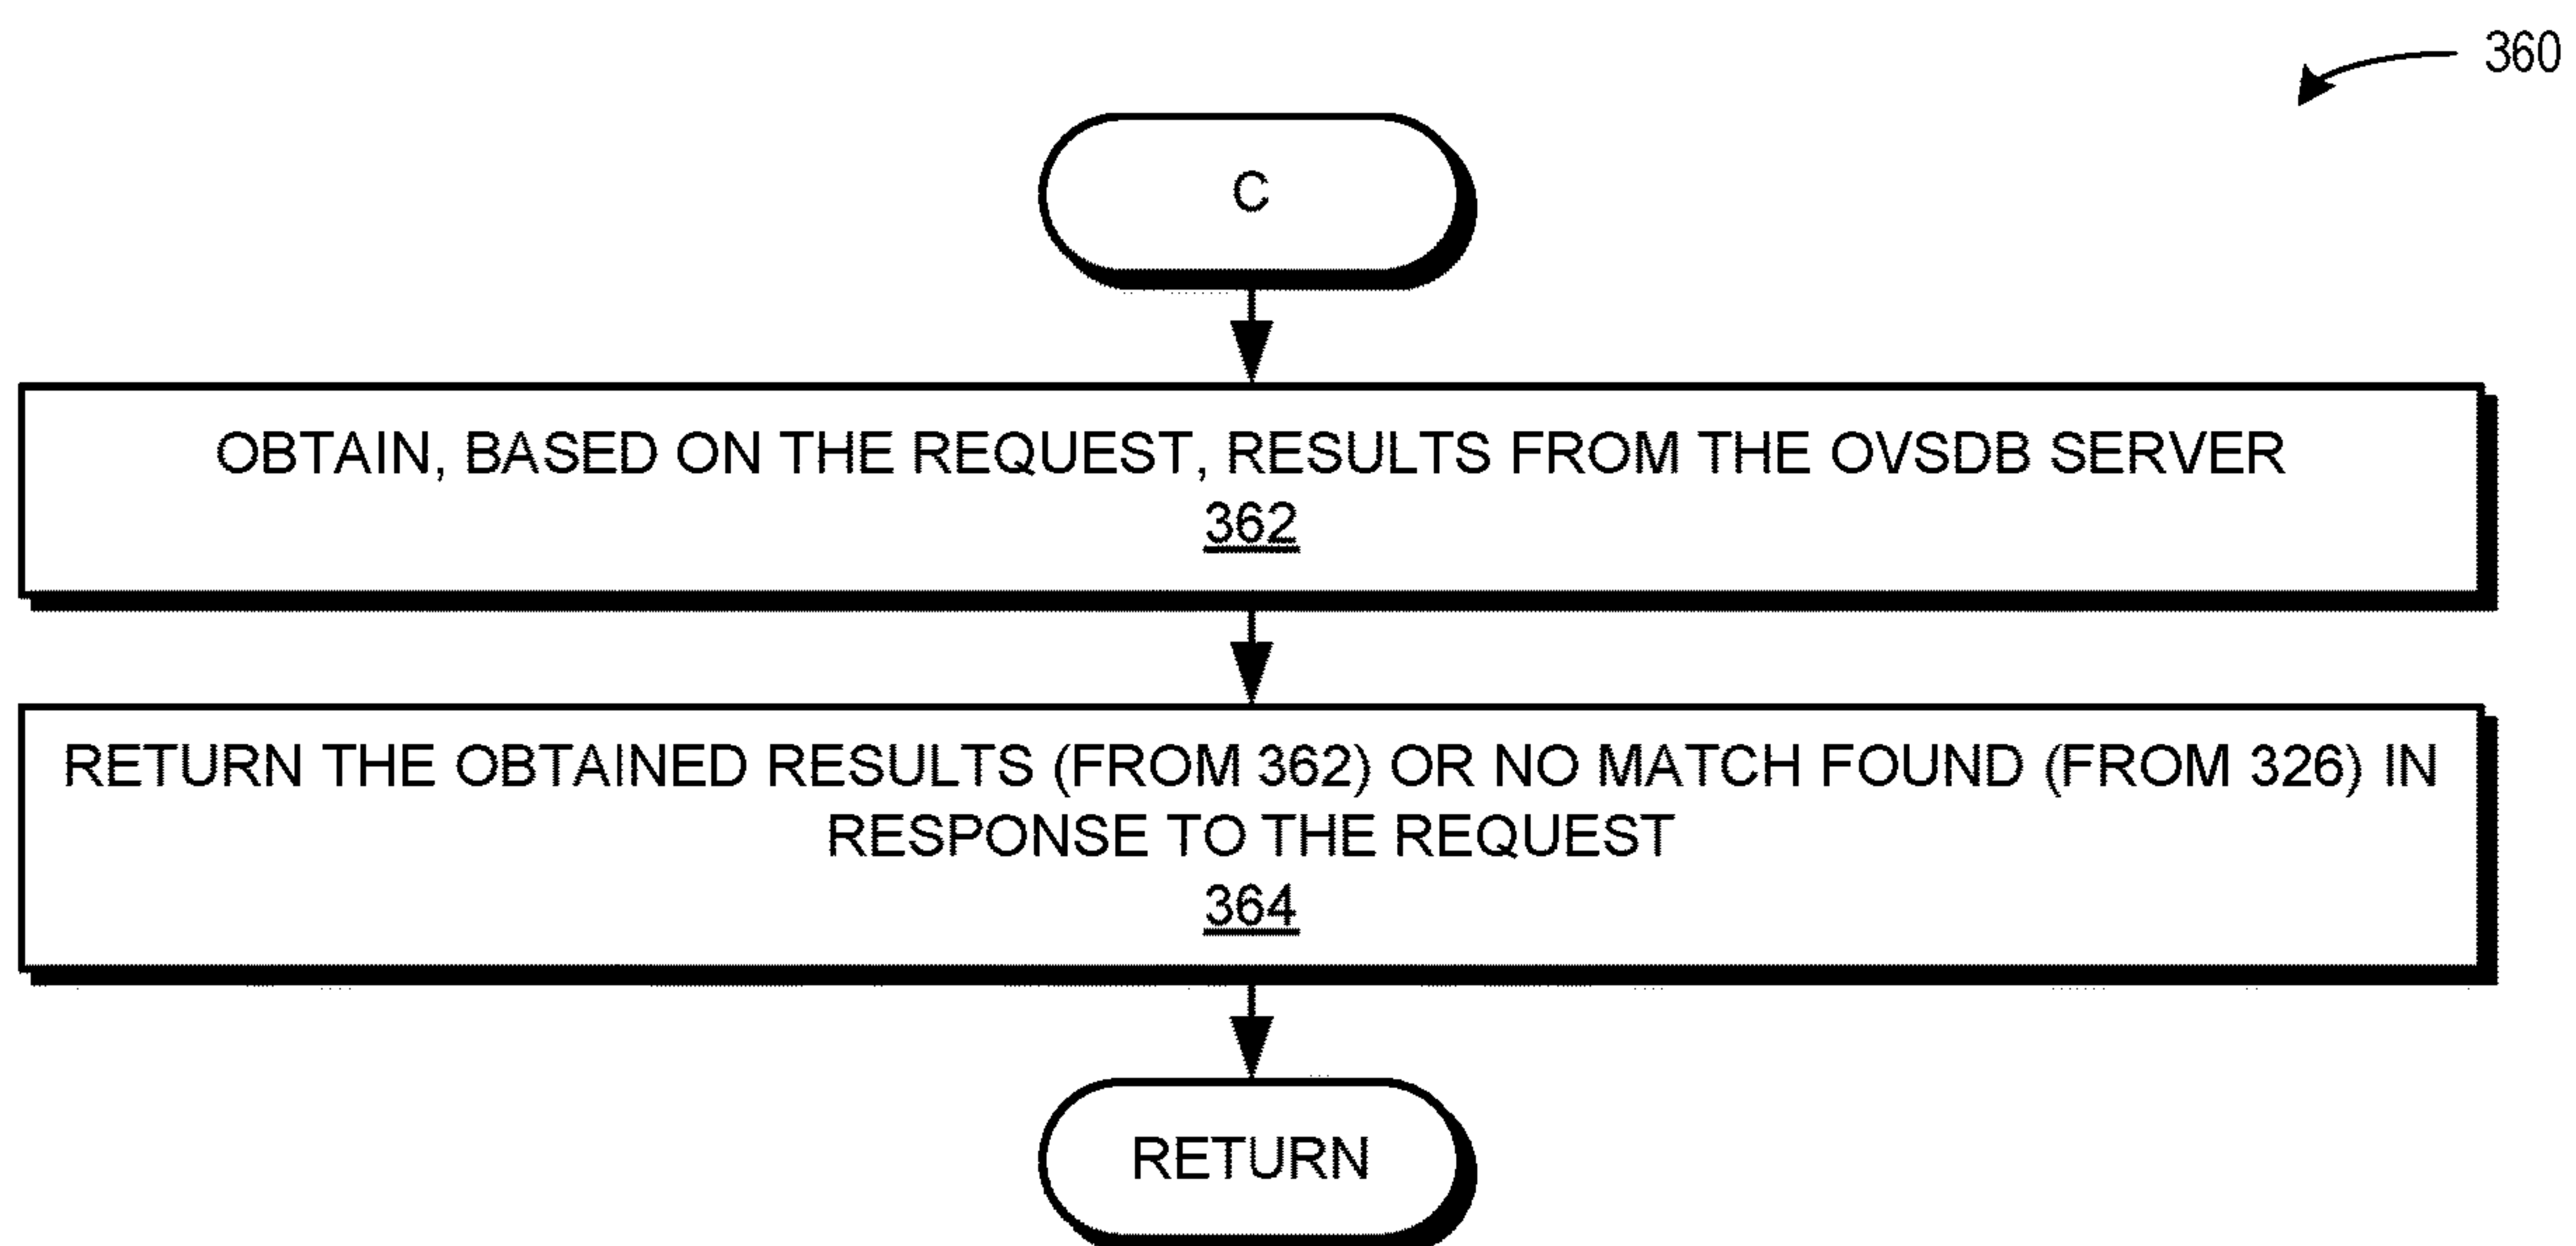 360
C
OBTAIN, BASED ON THE REQUEST, RESULTS FROM THE OVSDB SERVER
362
RETURN THE OBTAINED RESULTS (FROM 362) OR NO MATCH FOUND (FROM 326) IN
RESPONSE TO THE REQUEST
364
RETURN